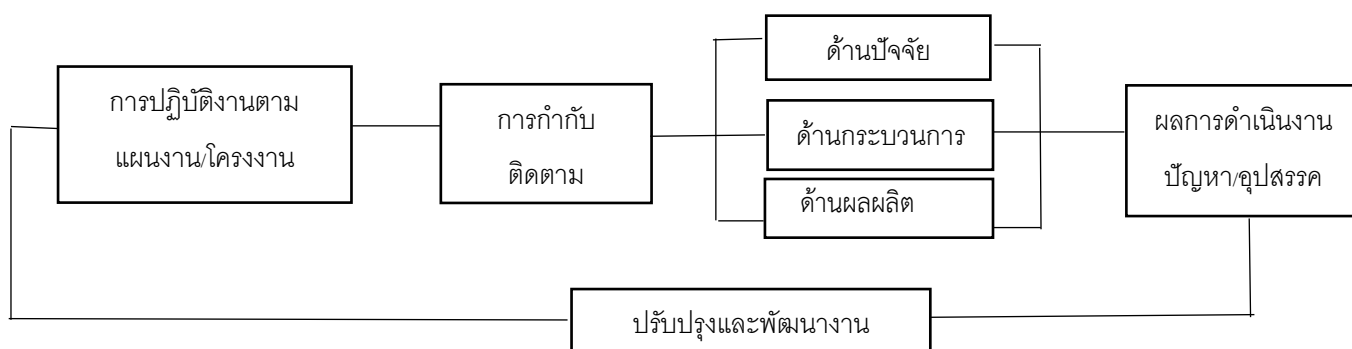 การปฏิบัติงานตาม
แผนงาน/โครงงาน
การกำกับ
ติดตาม
ด้านปัจจัย
ด้านกระบวนการ
ด้านผลผลิต
ผลการดำเนินงาน
ปัญหา/อุปสรรค
ปรับปรุงและพัฒนางาน